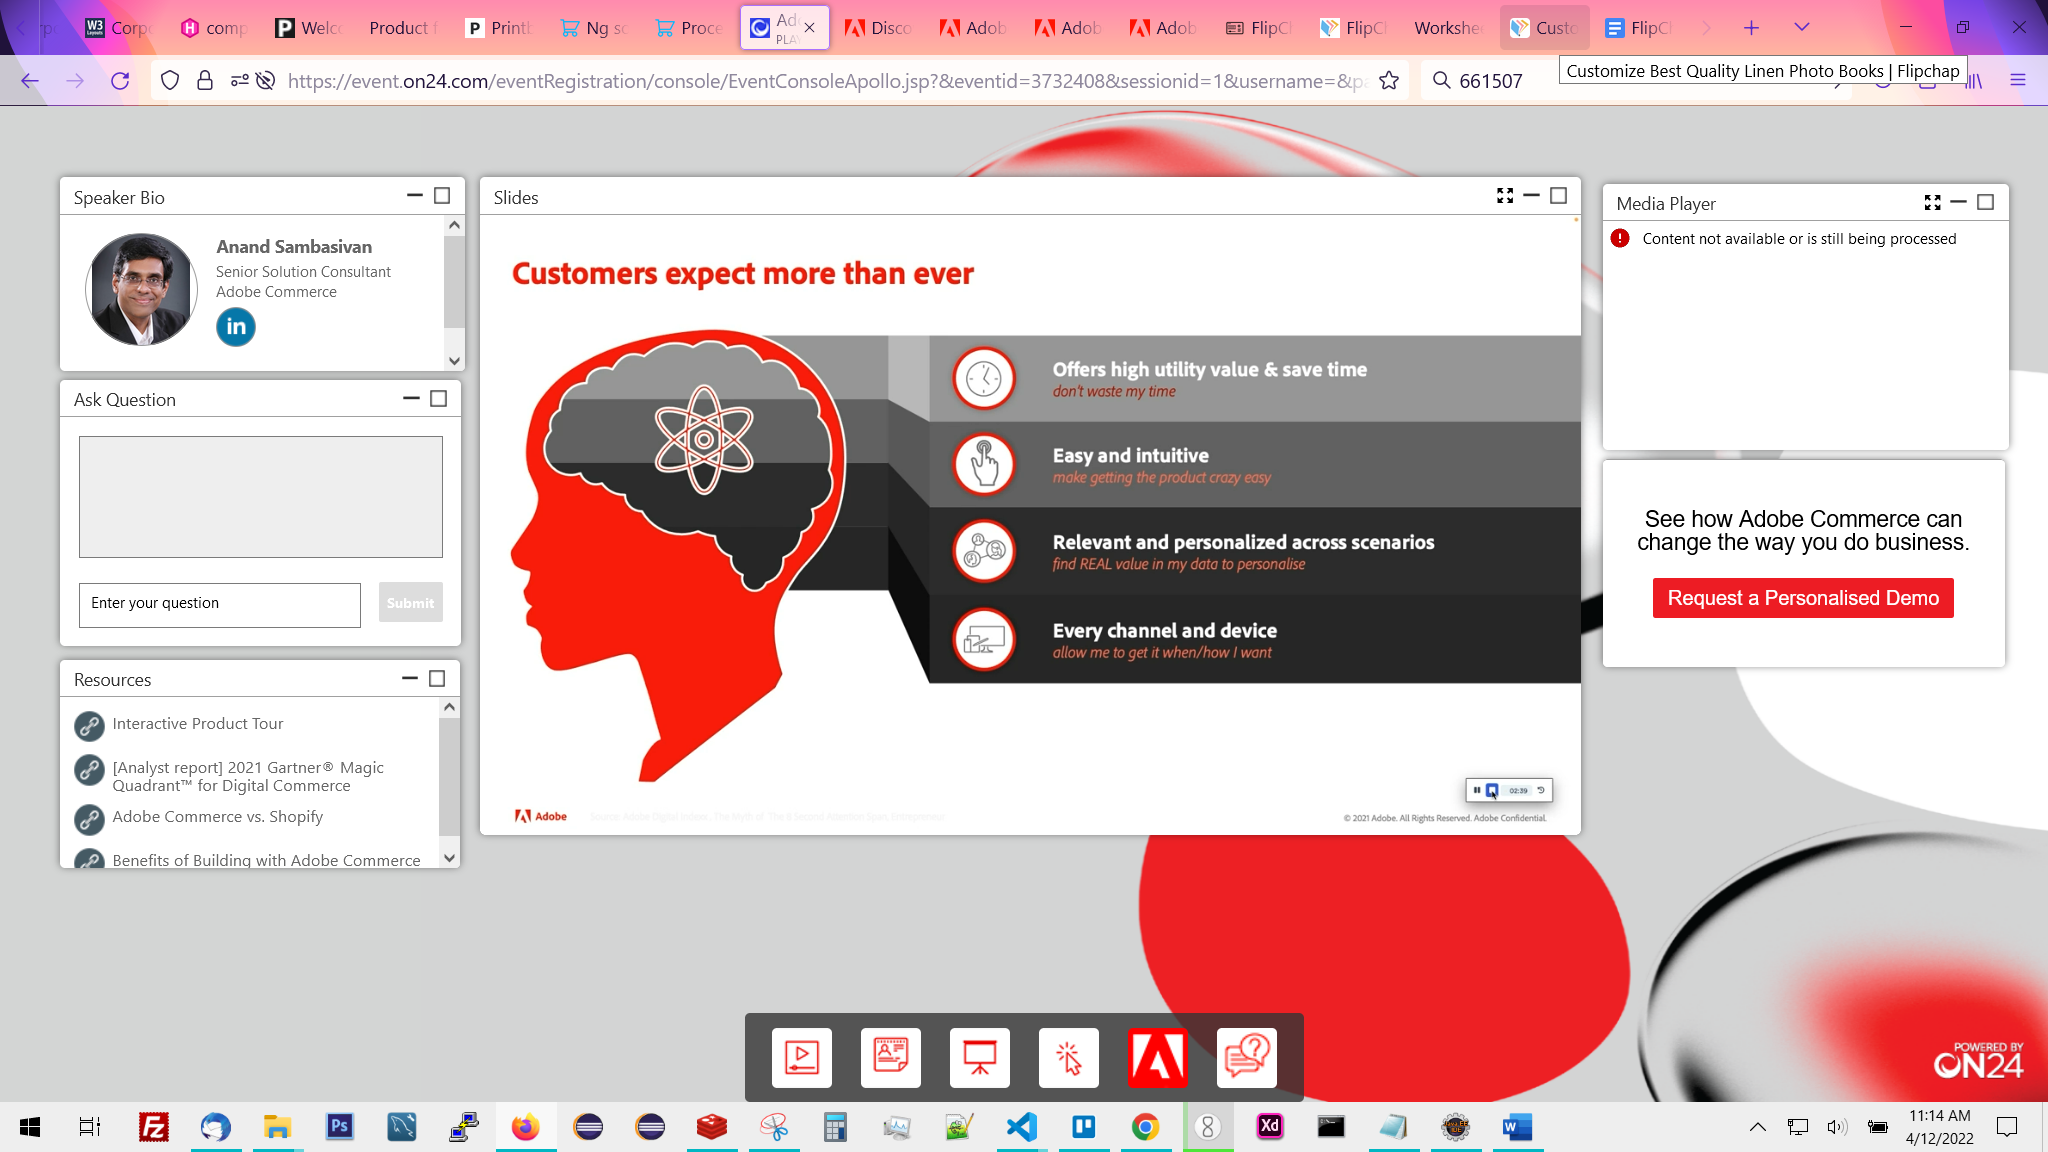 Corp
comp
Welc
Product f
Printl
Ng sc
Proce
Ad
PLAY
Disco
Adob
Adob
Adob
FlipCl
FlipCl
Workshe
Custo
FlipCl
https://event.on24.com/eventRegistration/console/EventConsoleApollo.jsp?&eventid=3732408&sessionid=1&username=&pa
661507
Customize Best Quality Linen Photo Books | Flipchap
Speaker Bio
Anand Sambasivan
Senior Solution Consultant
Adobe Commerce
in
Ask Question
Enter your question
Submit
Resources
Interactive Product Tour
[Analyst report] 2021 Gartner® Magic
Quadrant™ for Digital Commerce
Adobe Commerce vs. Shopify
Benefits of Building with Adobe Commerce
Slides
Customers expect more than ever
Offers high utility value & save time
don't waste my time
Easy and intuitive
make getting the product crazy easy
Relevant and personalized across scenarios
find REAL value in my data to personalise
Every channel and device
allow me to get it when/how I want
02:39
Adobe
© 2021 Adobe. All Rights Reserved. Adobe Confidential.
Media Player
Content not available or is still being processed
See how Adobe Commerce can
change the way you do business.
Request a Personalised Demo
POWERED BY
ON24
11:14 AM
4/12/2022